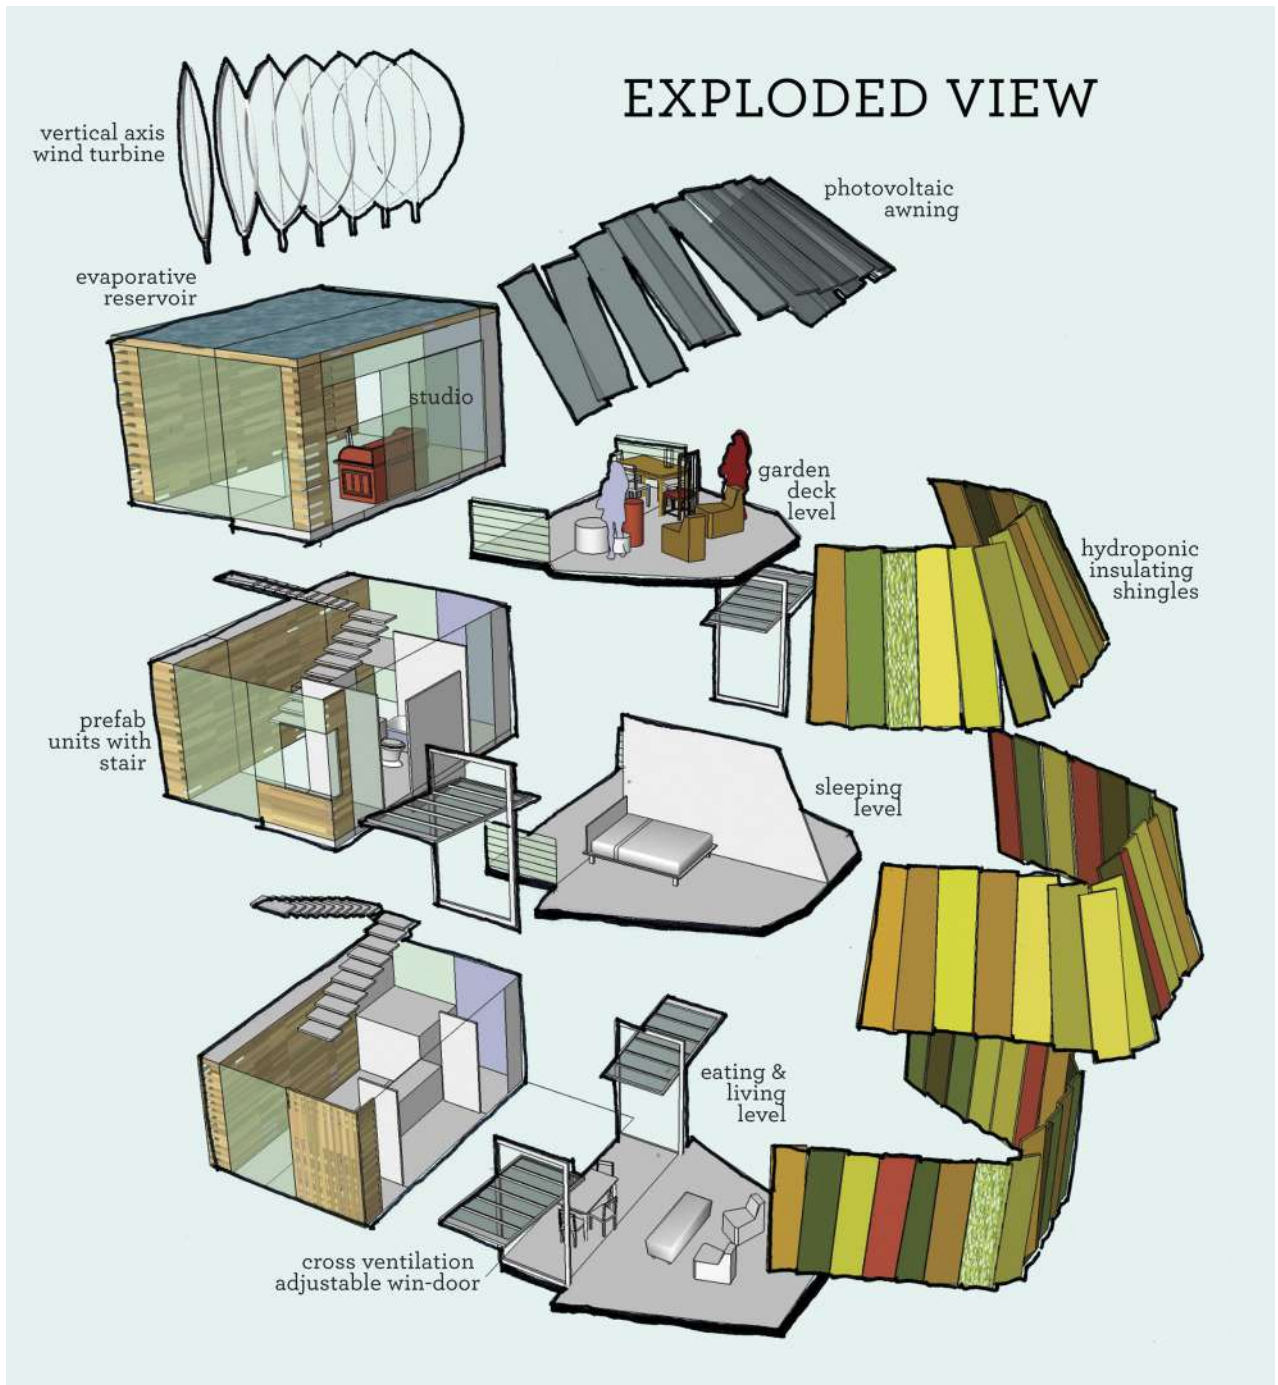 EXPLODED VIEW
vertical axis
wind turbine
photovoltaic
awning
evaporative
reservoir
studio
garden
deck
level
hydroponic
insulating
shingles
prefab
units with
stair
sleeping
level
eating &
living
level
cross ventilation
adjustable win-door